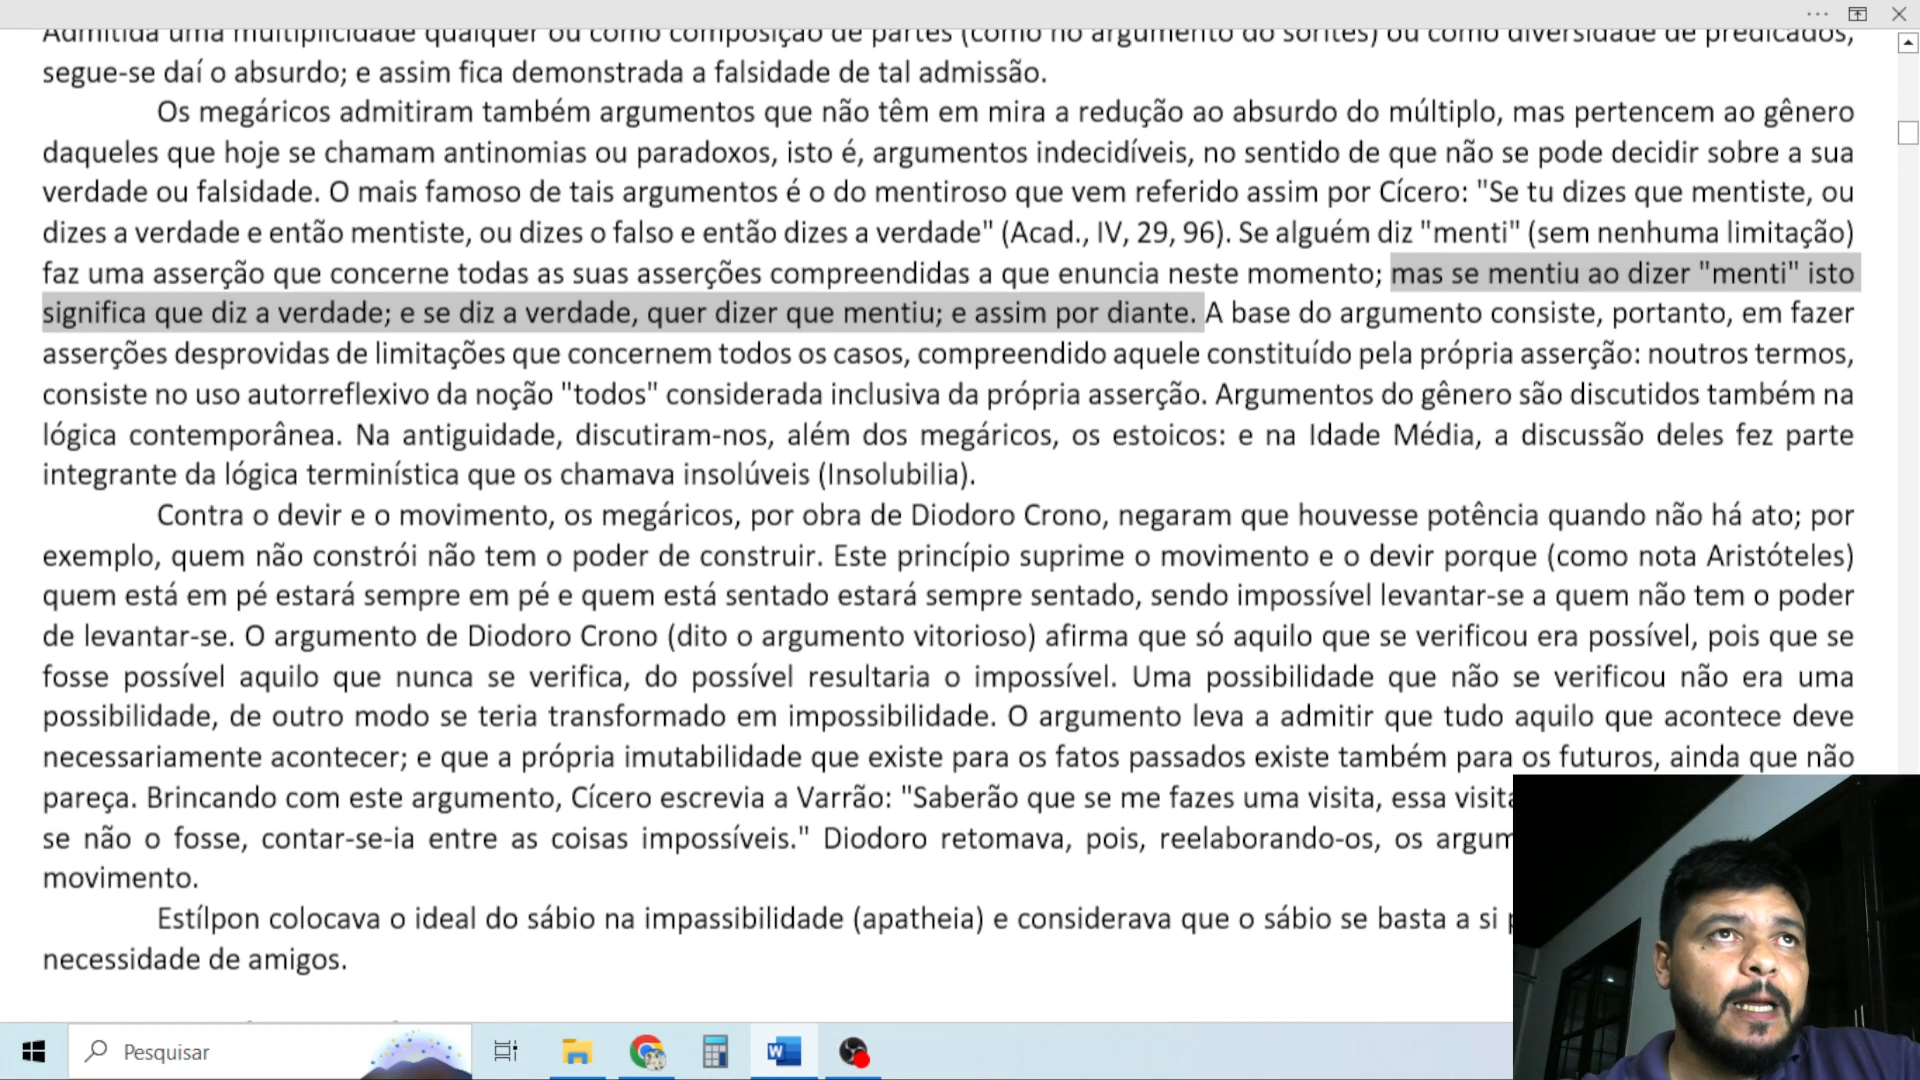 Admitida uma multiplicidade qualquer ou como composição de partes (como no argumento do sorites) ou como diversidade de predicados,
segue-se daí o absurdo; e assim fica demonstrada a falsidade de tal admissão.
Os megáricos admitiram também argumentos que não têm em mira a redução ao absurdo do múltiplo, mas pertencem ao gênero
daqueles que hoje se chamam antinomias ou paradoxos, isto é, argumentos indecidíveis, no sentido de que não se pode decidir sobre a sua
verdade ou falsidade. O mais famoso de tais argumentos é o do mentiroso que vem referido assim por Cícero: "Se tu dizes que mentiste, ou
dizes a verdade e então mentiste, ou dizes o falso e então dizes a verdade" (Acad., IV, 29, 96). Se alguém diz "menti" (sem nenhuma limitação)
faz uma asserção que concerne todas as suas asserções compreendidas a que enuncia neste momento; mas se mentiu ao dizer "menti" isto
significa que diz a verdade; e se diz a verdade, quer dizer que mentiu; e assim por diante. A base do argumento consiste, portanto, em fazer
asserções desprovidas de limitações que concernem todos os casos, compreendido aquele constituído pela própria asserção: noutros termos,
consiste no uso autorreflexivo da noção "todos" considerada inclusiva da própria asserção. Argumentos do gênero são discutidos também na
lógica contemporânea. Na antiguidade, discutiram-nos, além dos megáricos, os estoicos: e na Idade Média, a discussão deles fez parte
integrante da lógica terminística que os chamava insolúveis (Insolubilia).
Contra o devir e o movimento, os megáricos, por obra de Diodoro Crono, negaram que houvesse potência quando não há ato; por
exemplo, quem não constrói não tem o poder de construir. Este princípio suprime o movimento e o devir porque (como nota Aristóteles)
quem está em pé estará sempre em pé e quem está sentado estará sempre sentado, sendo impossível levantar-se a quem não tem o poder
de levantar-se. O argumento de Diodoro Crono (dito o argumento vitorioso) afirma que só aquilo que se verificou era possível, pois que se
fosse possível aquilo que nunca se verifica, do possível resultaria o impossível. Uma possibilidade que não se verificou não era uma
possibilidade, de outro modo se teria transformado em impossibilidade. O argumento leva a admitir que tudo aquilo que acontece deve
necessariamente acontecer; e que a própria imutabilidade que existe para os fatos passados existe também para os futuros, ainda que não
pareça. Brincando com este argumento, Cícero escrevia a Varrão: "Saberão que se me fazes uma visita, essa visita
se não o fosse, contar-se-ia entre as coisas impossíveis." Diodoro retomava, pois, reelaborando-os, os argum
movimento.
Estílpon colocava o ideal do sábio na impassibilidade (apatheia) e considerava que o sábio se basta a si p
necessidade de amigos.
Pesquisar